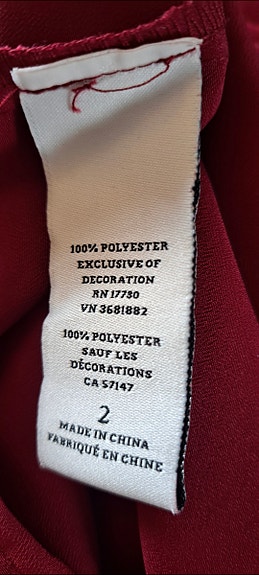 100% POLYESTER
EXCLUSIVE OF
DECORATION
RN 17730
VN 3681882
100% POLYESTER
SAUF LES
DÉCORATIONS
CA 57147
2
MADE IN CHINA
FABRIQUÉ EN CHINE